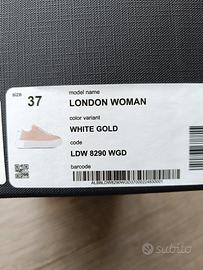 size
37
model name
LONDON WOMAN
color variant
WHITE GOLD
code
LDW 8290 WGD
barcode
subito